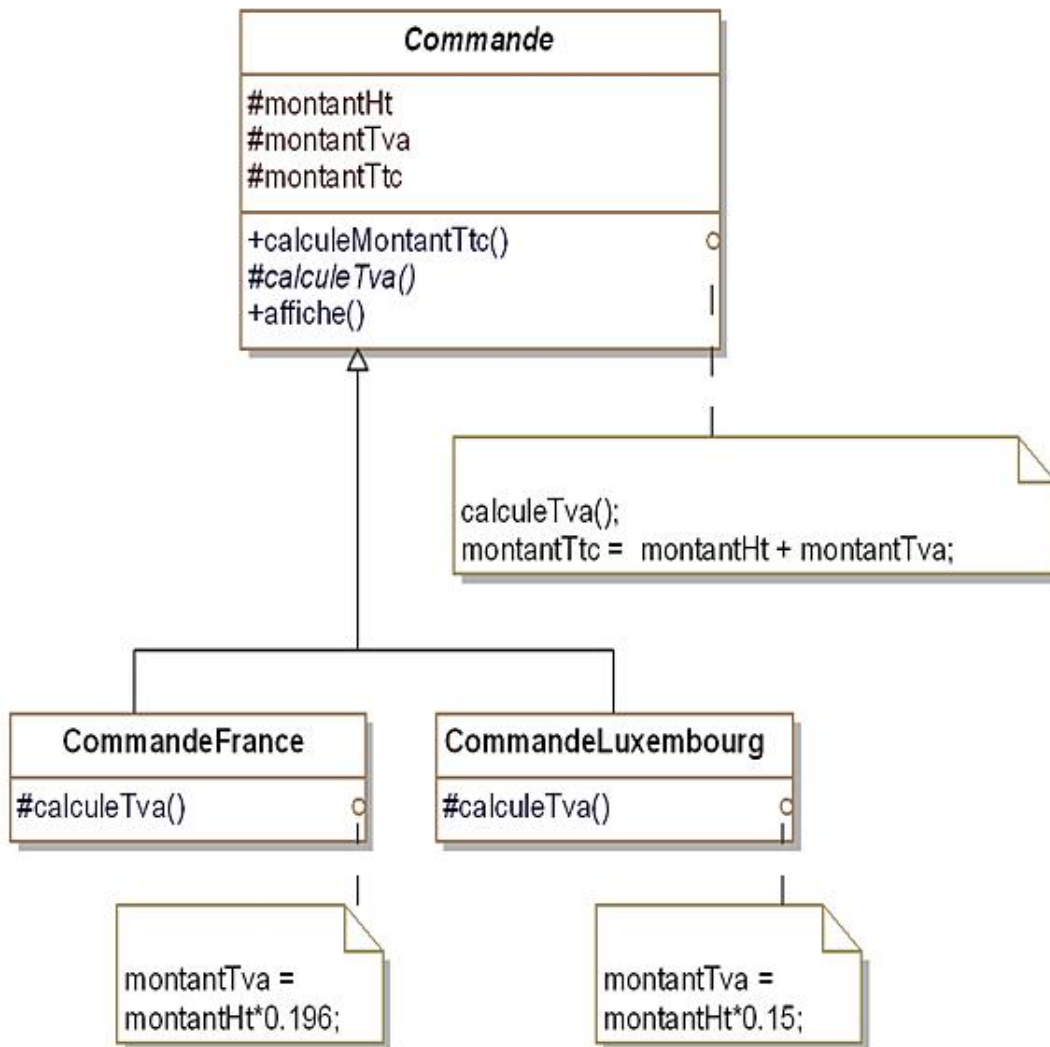 Commande
#montantHt
#montantTva
#montantTtc
+calculeMontantTtc()
#calculeTva()
+affiche()
calculeTva();
montantTtc = montantHt + montantTva;
CommandeFrance
#calculeTva()
CommandeLuxembourg
#calculeTva()
montantTva =
montantHt*0.196;
montantTva =
montantHt*0.15;